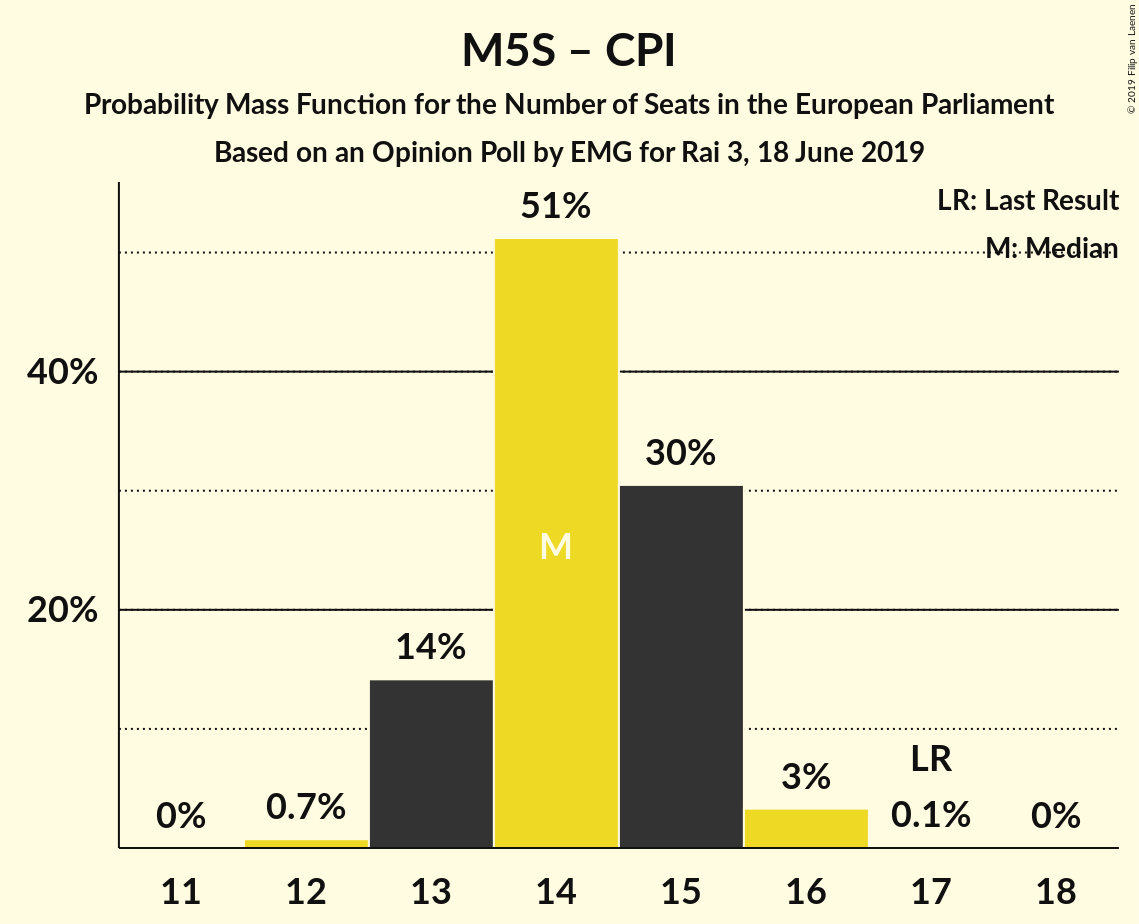 M5S – CPI
Probability Mass Function for the Number of Seats in the European Parliament
Based on an Opinion Poll by EMG for Rai 3, 18 June 2019
© 2019 Filip van Laenen
LR: Last Result
M: Median
51%
40%
30%
M
20%
14%
LR
3%
0%
0.7%
0.1%
0%
11 12 13 14 15 16 17 18